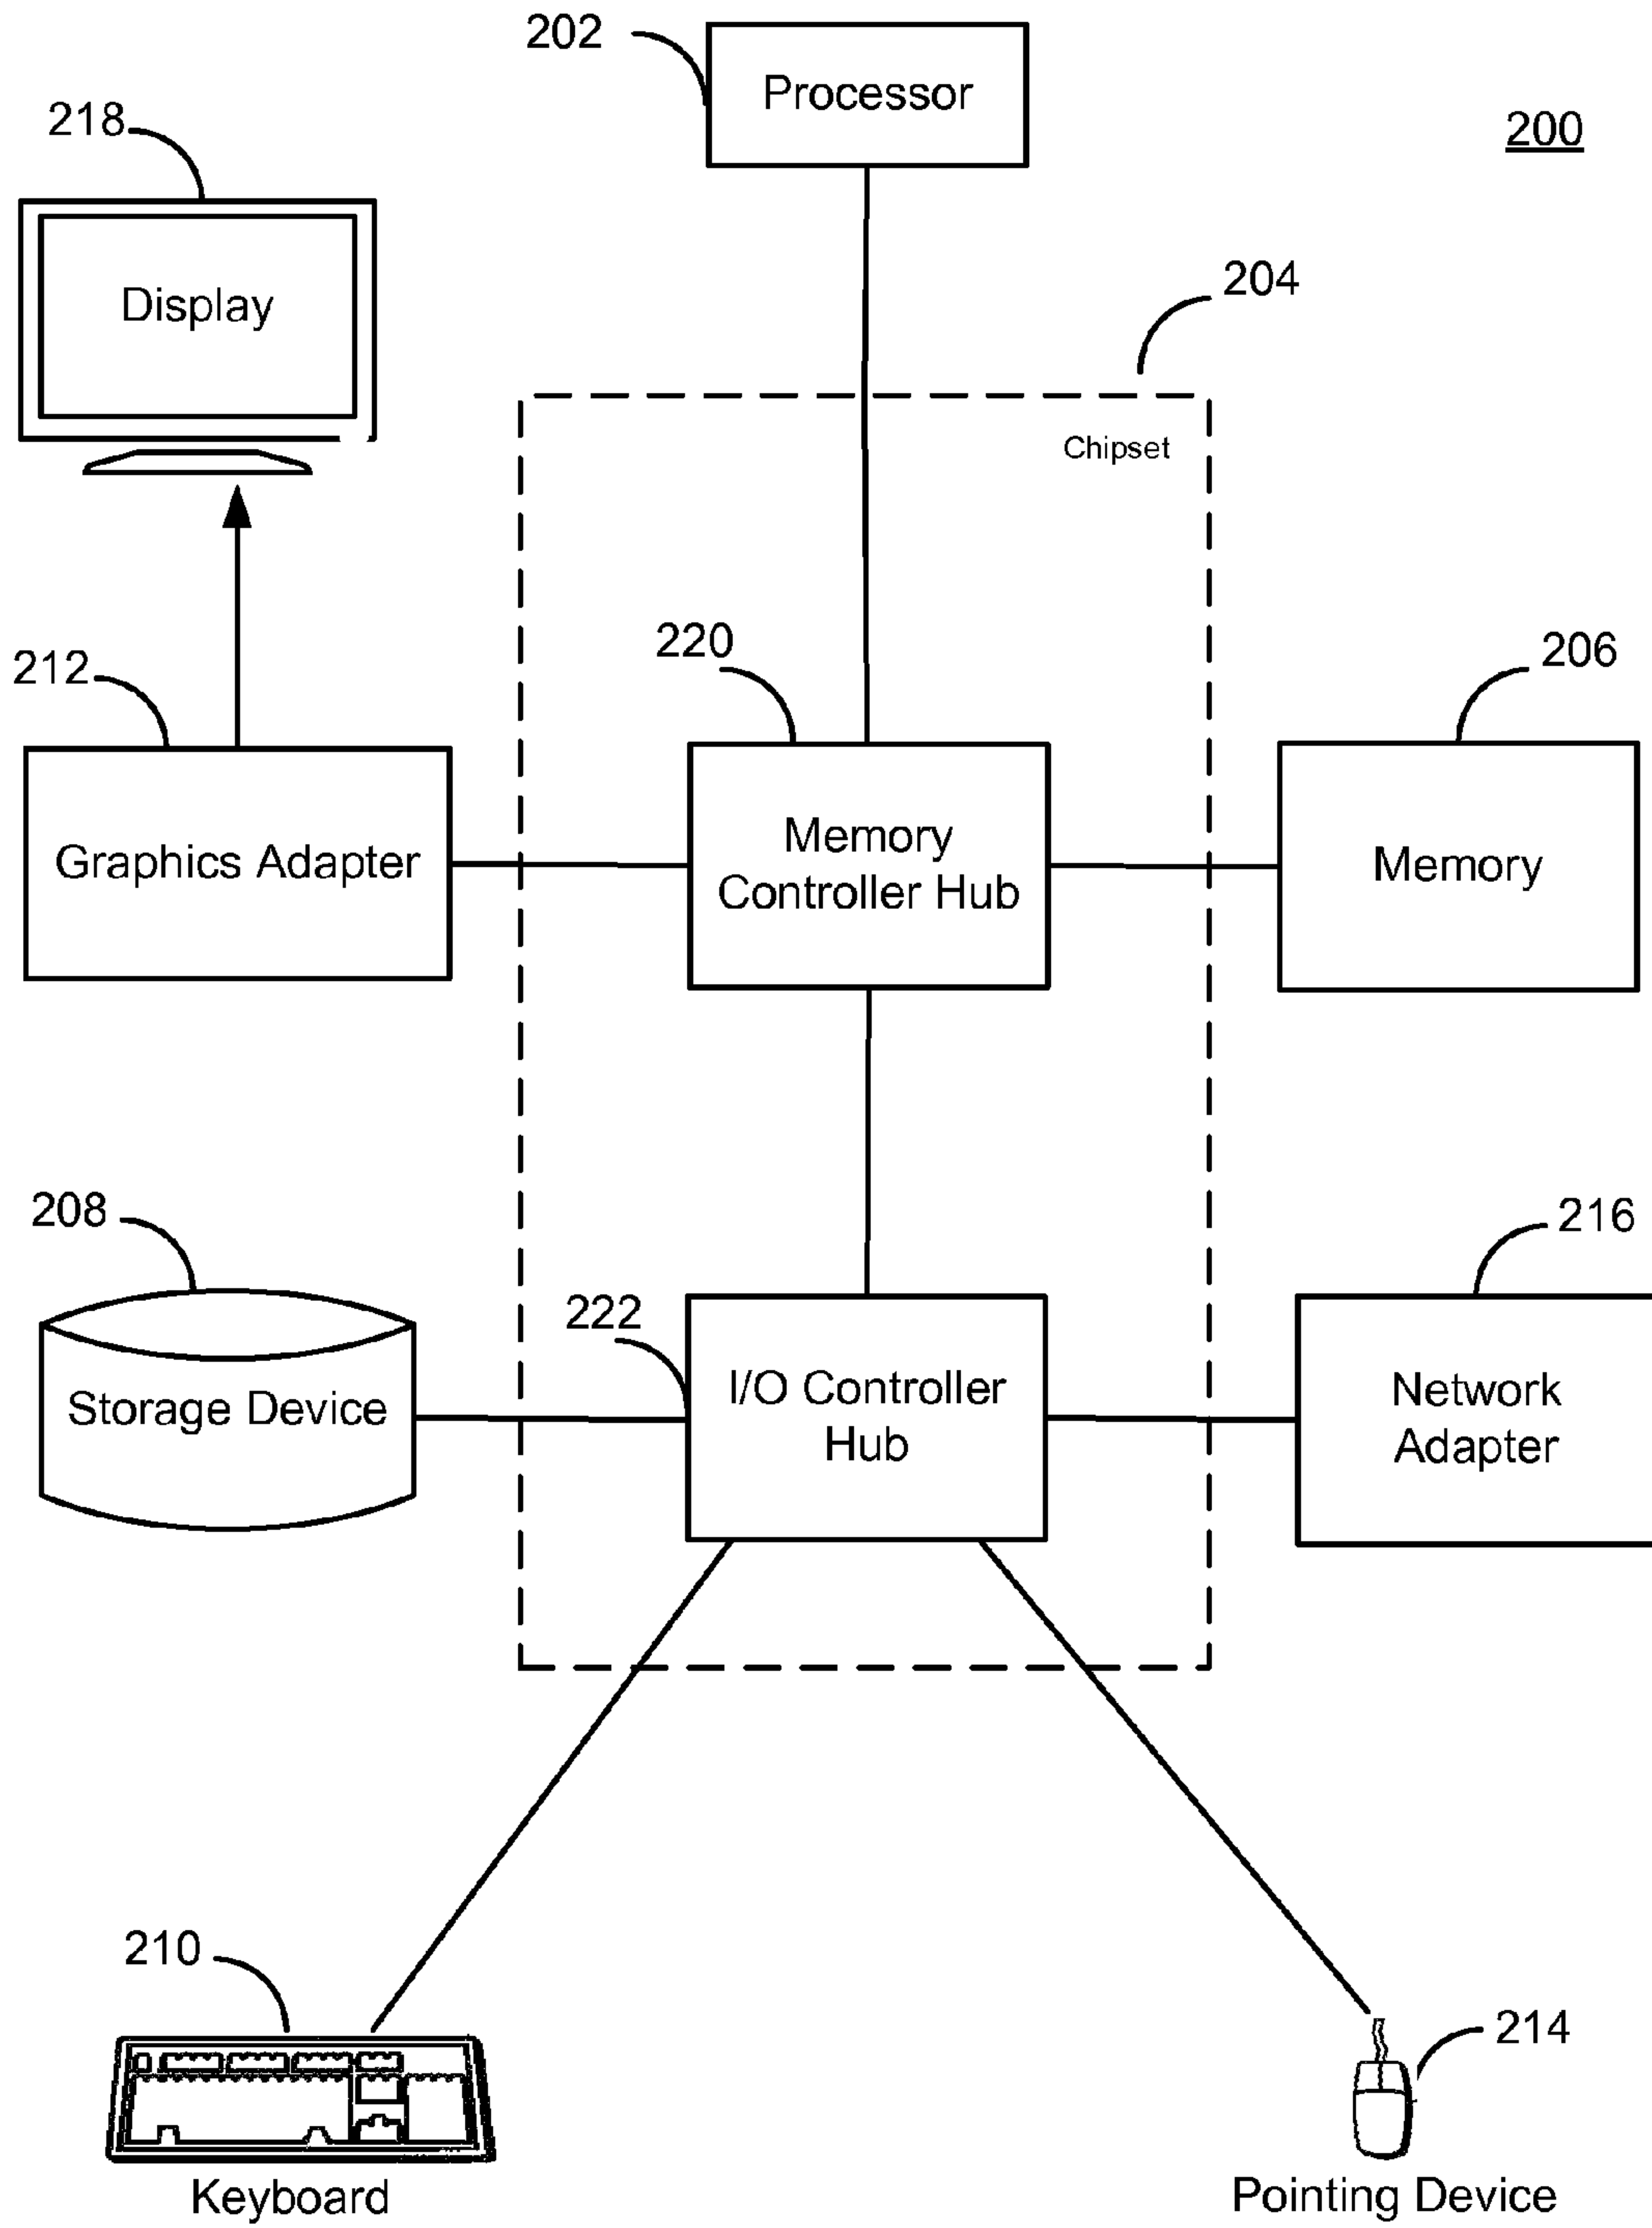 202
Processor
200
218
Display
204
Chipset
220
206
212
Graphics Adapter
Memory
Controller Hub
Memory
208
216
222
Storage Device
I/O Controller
Hub
Network
Adapter
210
214
Keyboard
Pointing Device